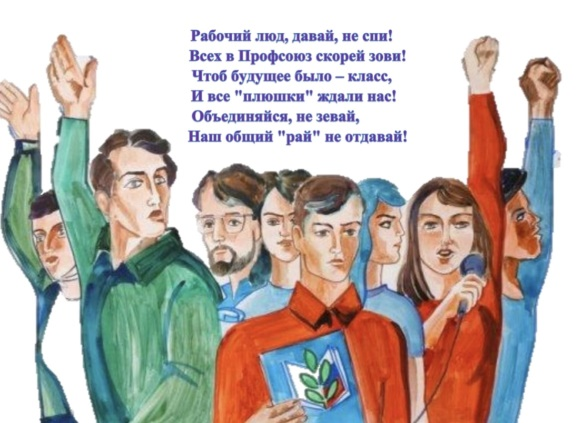 Рабочий люд, давай, не спи!
Всех в Профсоюз скорей зови!
Чтоб будущее было – класс,
И все "плюшки" ждали нас!
Объединяйся, не зевай,
Наш общий "рай" не отдавай!